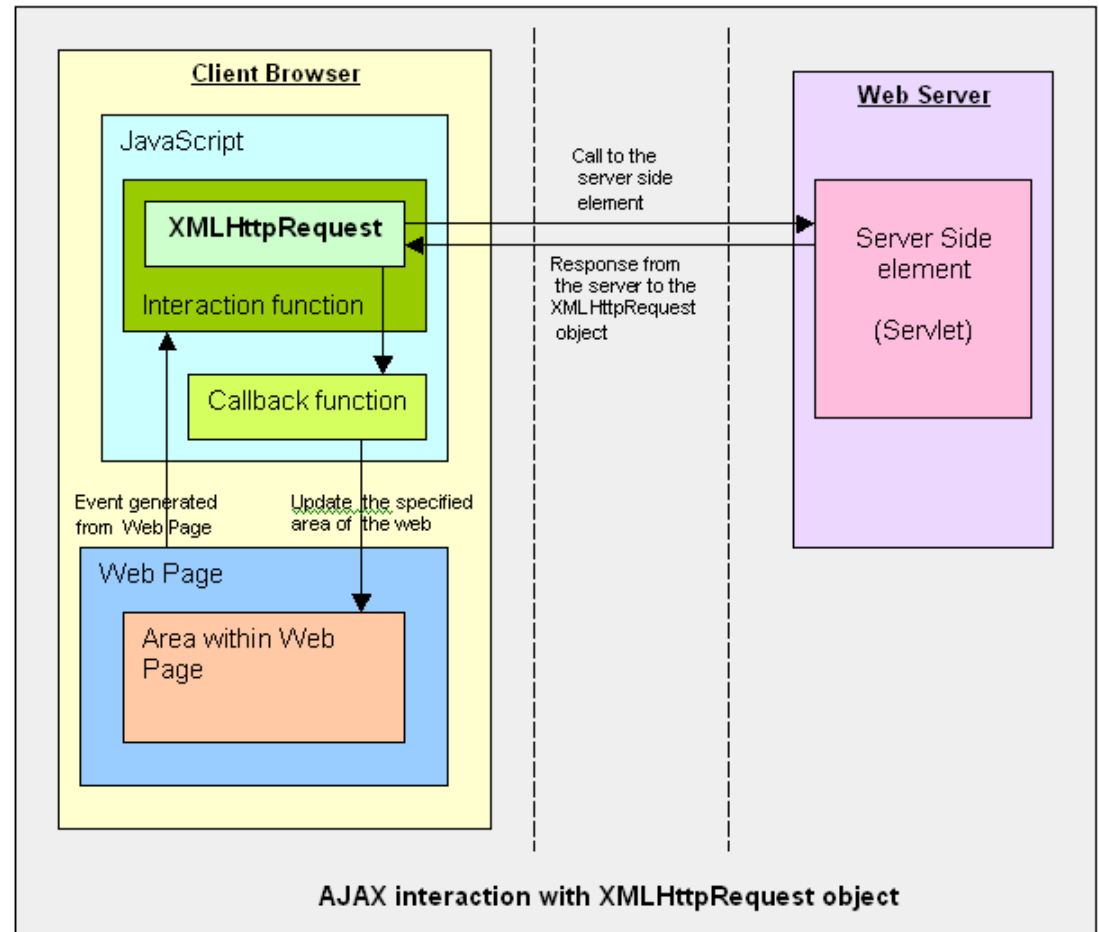 Client Browser
JavaScript
XMLHttpRequest
Interaction function
Callback function
Event generated
from Web Page
Update the specified
area of the web
Web Page
Area within Web
Page
Call to the
server side
element
Response from
the server to the
XMLHttpRequest
object
Web Server
Server Side
element
(Servlet)
AJAX interaction with XMLHttpRequest object